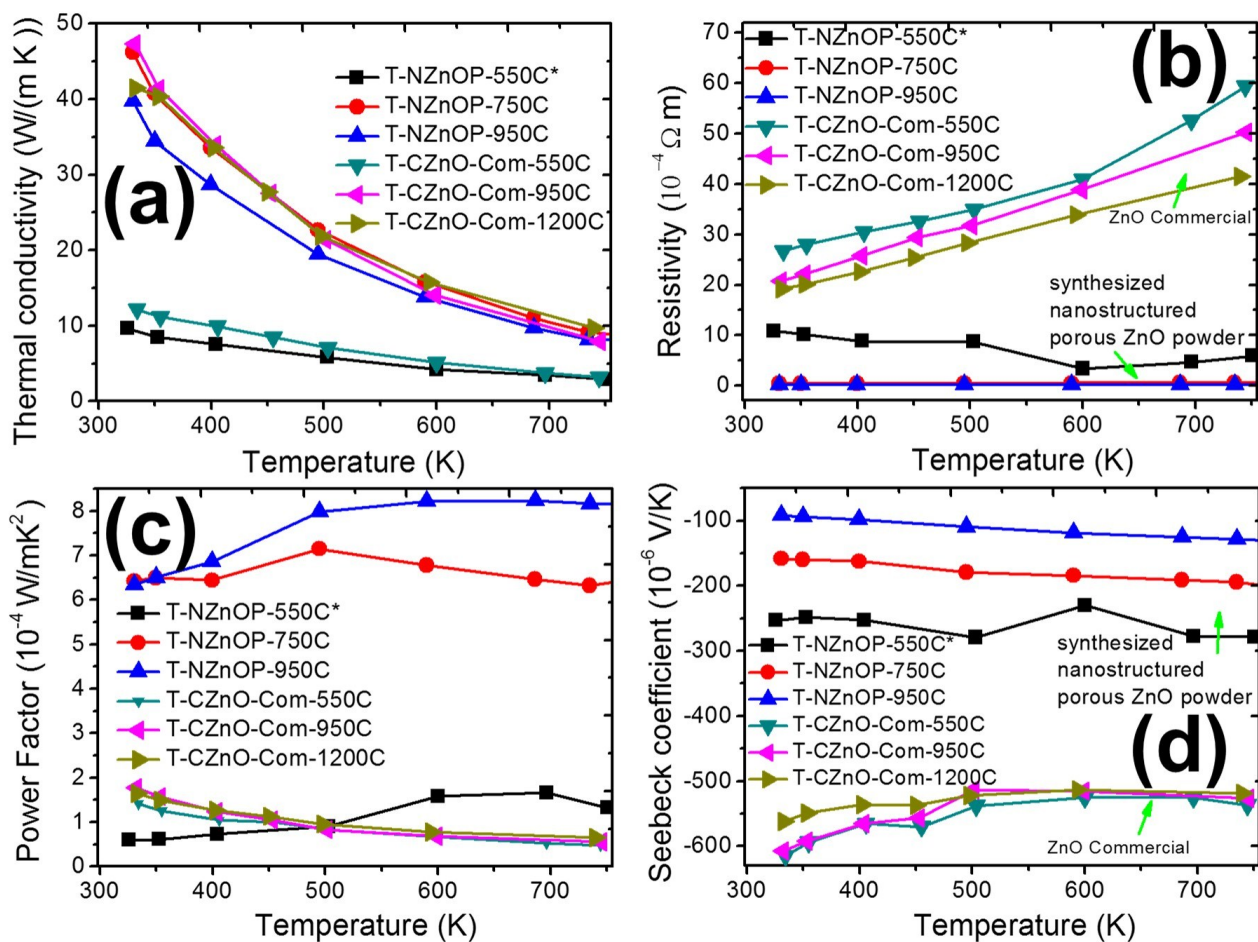 50
40
30
20
10
0
Thermal conductivity (W/(m K ))
(a)
T-NZnOP-550C*
T-NZnOP-750C
T-NZnOP-950C
T-CZnO-Com-550C
T-CZnO-Com-950C
T-CZnO-Com-1200C
300 400 500 600 700
Temperature (K)
70
60
50
40
30
20
10
0
Resistivity (10⁻⁴ Ω m)
(b)
T-NZnOP-550C*
T-NZnOP-750C
T-NZnOP-950C
T-CZnO-Com-550C
T-CZnO-Com-950C
T-CZnO-Com-1200C
ZnO Commercial
synthesized
nanostructured
porous ZnO powder
300 400 500 600 700
Temperature (K)
8
7
6
5
4
3
2
1
0
Power Factor (10⁻⁴ W/mK²)
(c)
T-NZnOP-550C*
T-NZnOP-750C
T-NZnOP-950C
T-CZnO-Com-550C
T-CZnO-Com-950C
T-CZnO-Com-1200C
300 400 500 600 700
Temperature (K)
-100
-200
-300
-400
-500
-600
Seebeck coefficient (10⁻⁶ V/K)
T-NZnOP-550C*
T-NZnOP-750C
T-NZnOP-950C
T-CZnO-Com-550C
T-CZnO-Com-950C
T-CZnO-Com-1200C
synthesized
nanostructured
porous ZnO powder
(d)
ZnO Commercial
300 400 500 600 700
Temperature (K)